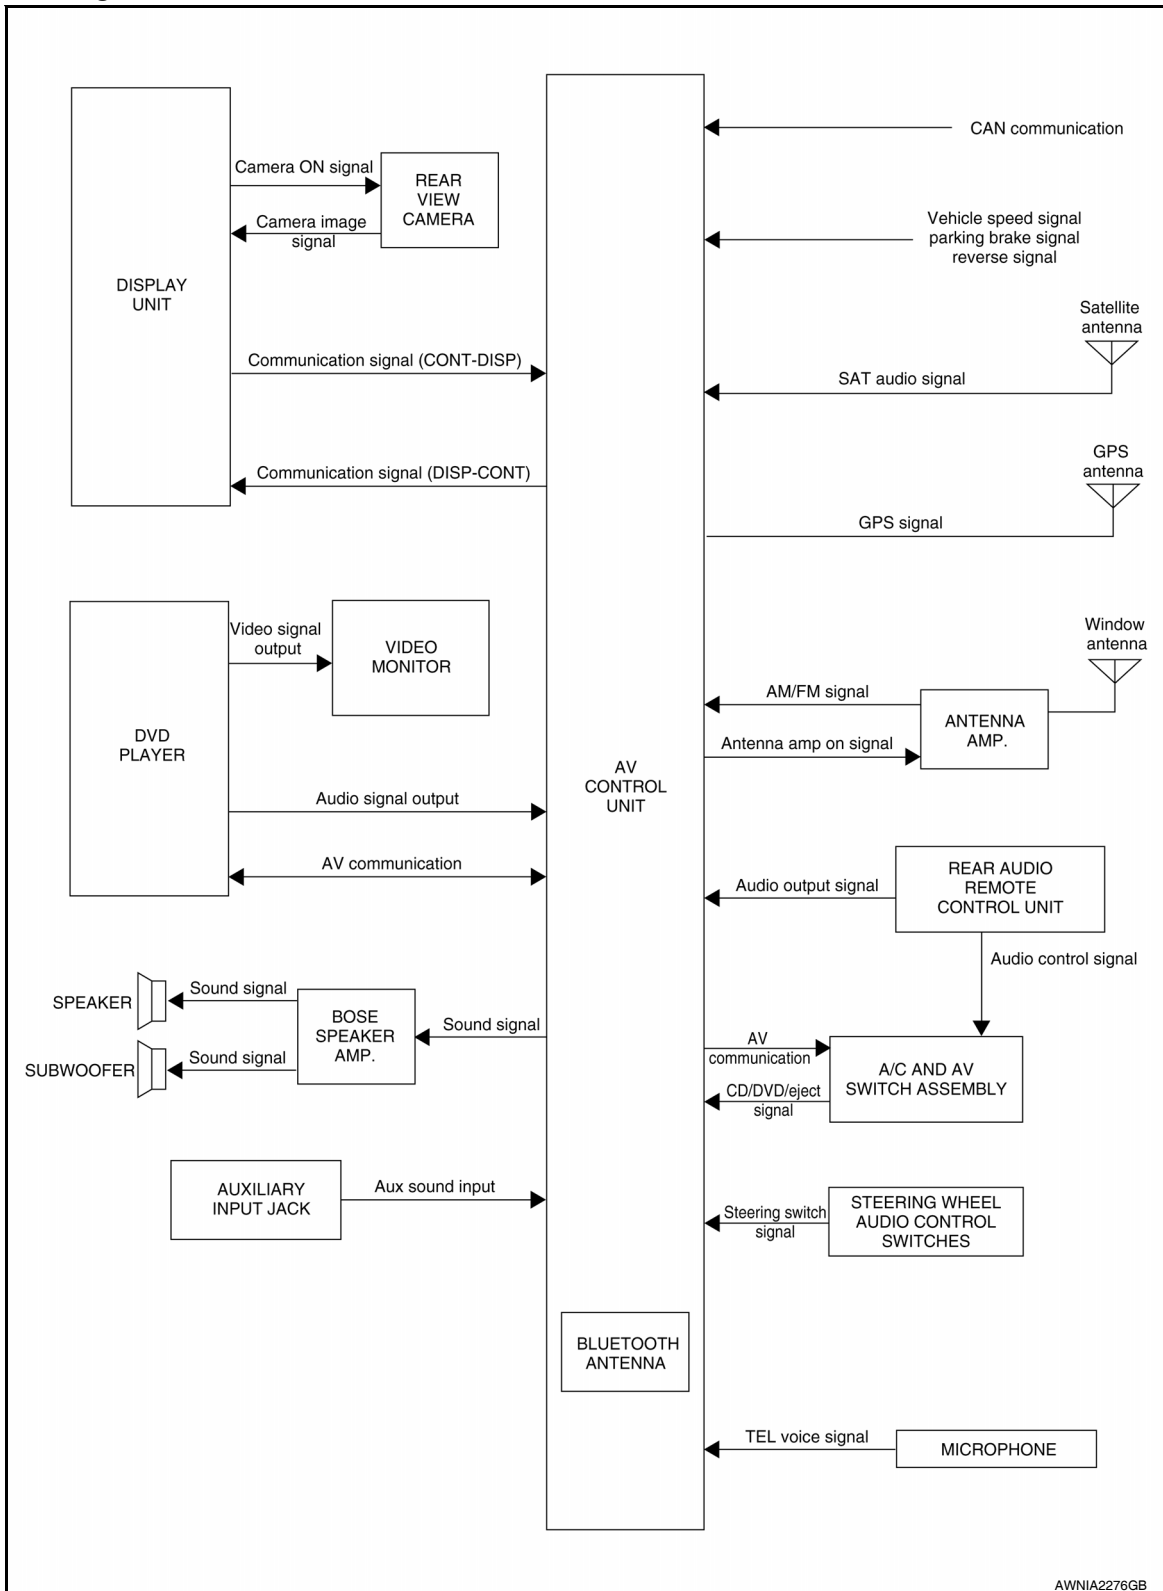 CAN communication
Camera ON signal
REAR
VIEW
CAMERA
Camera image
signal
Vehicle speed signal
parking brake signal
reverse signal
DISPLAY
UNIT
Satellite
antenna
Communication signal (CONT-DISP)
SAT audio signal
Communication signal (DISP-CONT)
GPS
antenna
GPS signal
Video signal
output
VIDEO
MONITOR
Window
antenna
AM/FM signal
ANTENNA
AMP.
Antenna amp on signal
DVD
PLAYER
AV
CONTROL
UNIT
Audio signal output
AV communication
Audio output signal
REAR AUDIO
REMOTE
CONTROL UNIT
Audio control signal
SPEAKER
Sound signal
BOSE
SPEAKER
AMP.
Sound signal
SUBWOOFER
Sound signal
AV
communication
A/C AND AV
SWITCH ASSEMBLY
CD/DVD/eject
signal
AUXILIARY
INPUT JACK
Aux sound input
Steering switch
signal
STEERING WHEEL
AUDIO CONTROL
SWITCHES
BLUETOOTH
ANTENNA
TEL voice signal
MICROPHONE
AWNIA2276GB